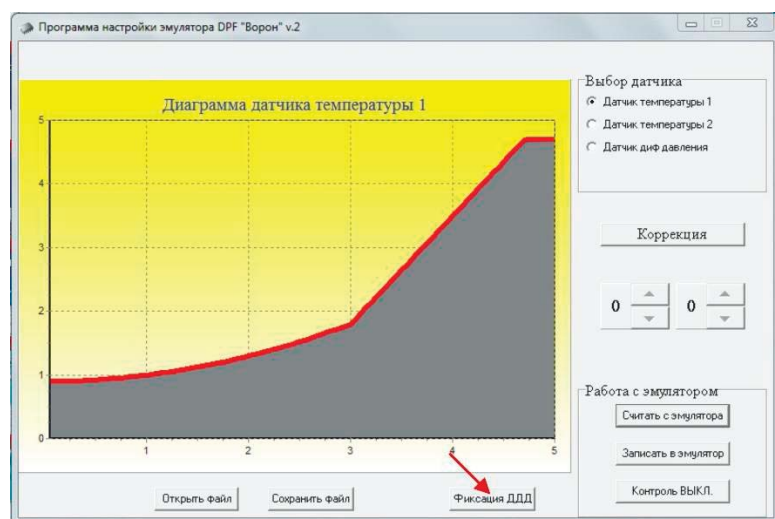 Программа настройки эмулятора DPF "Ворон" v.2
Диаграмма датчика температуры 1
5
4
3
2
1
0
1
2
3
4
5
Выбор датчика
Датчик температуры 1
Датчик температуры 2
Датчик диф давления
Коррекция
0
0
Работа с эмулятором
Считать с эмулятора
Записать в эмулятор
Контроль ВЫКЛ.
Открыть файл
Сохранить файл
Фиксация ДДД